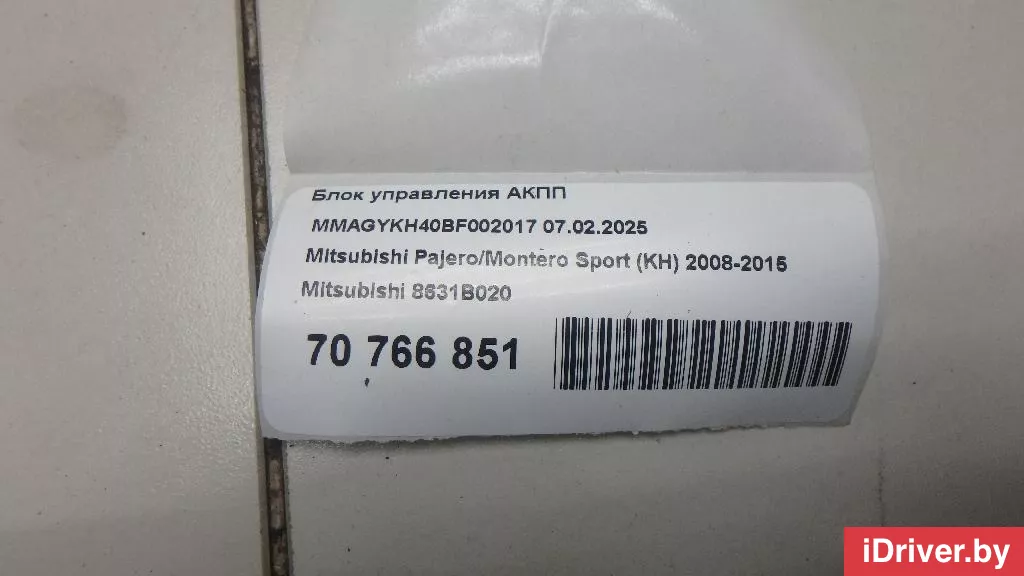 Блок управления АКПП
MMAGYKH40BF002017 07.02.2025
Mitsubishi Pajero/Montero Sport (KH) 2008-2015
Mitsubishi 8631B020
70 766 851
iDriver.by